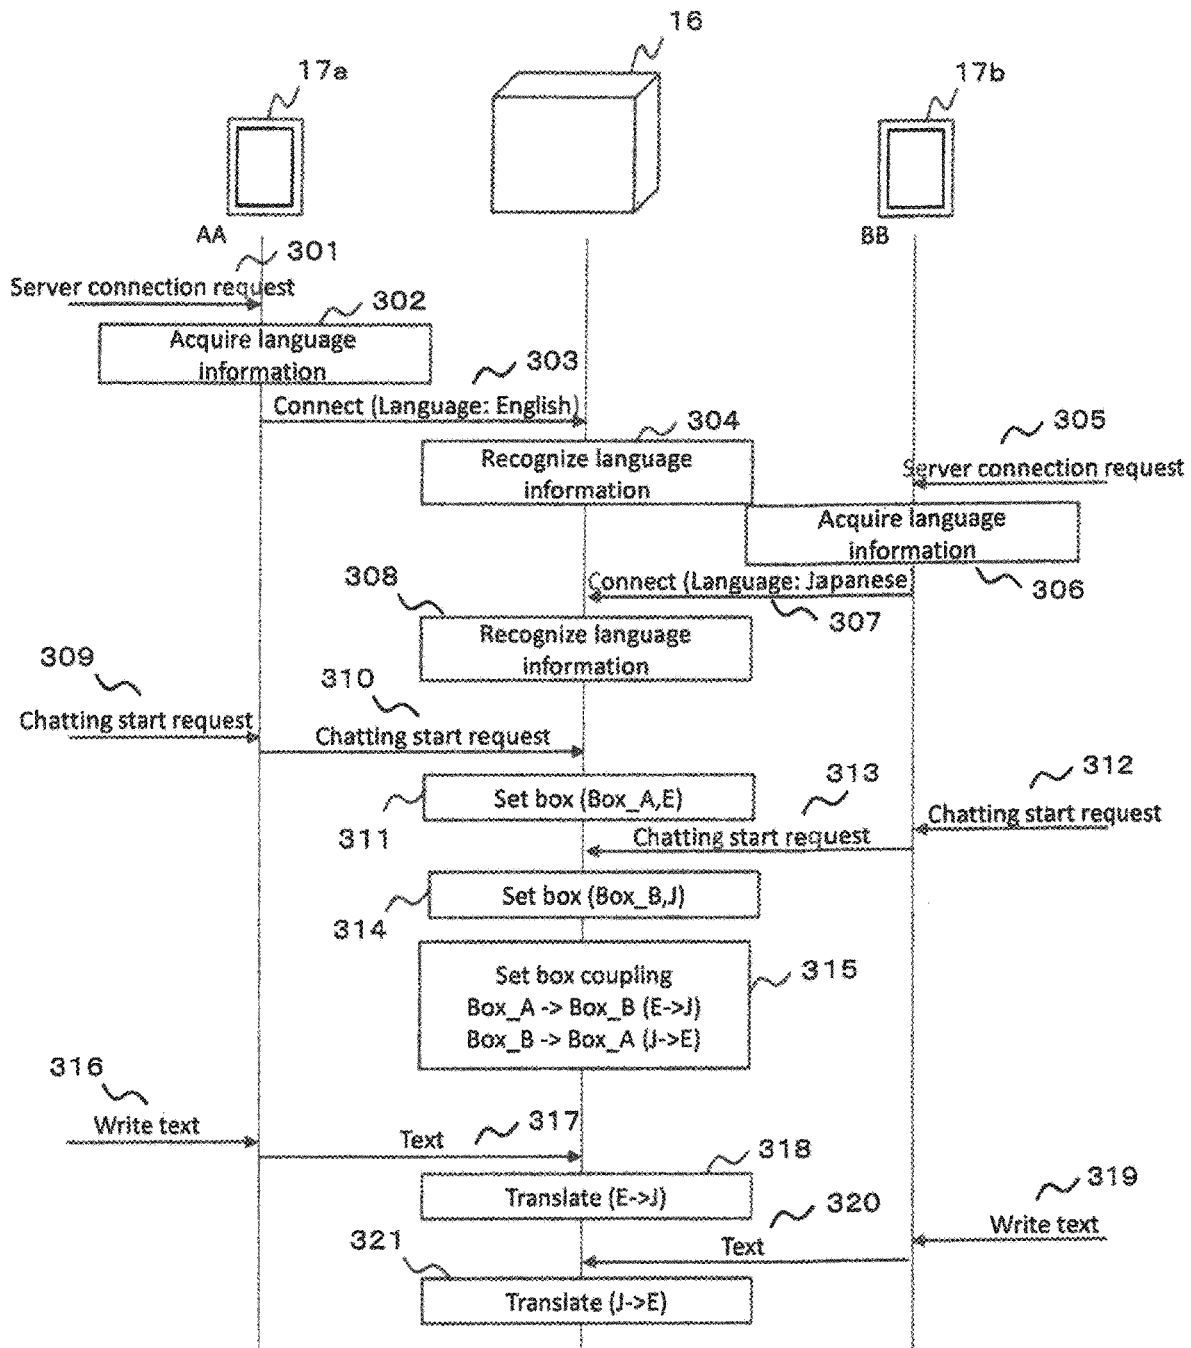 16
17a
17b
AA
BB
301
Server connection request
302
Acquire language
information
303
Connect (Language: English)
304
Recognize language
information
305
Server connection request
Acquire language
information
306
Connect (Language: Japanese
307
308
Recognize language
information
309
Chatting start request
310
Chatting start request
Set box (Box_A,E)
311
312
Chatting start request
313
Chatting start request
Set box (Box_B,J)
314
Set box coupling
Box_A -> Box_B (E->J)
Box_B -> Box_A (J->E)
315
316
Write text
317
Text
318
Translate (E->J)
319
Write text
320
Text
321
Translate (J->E)